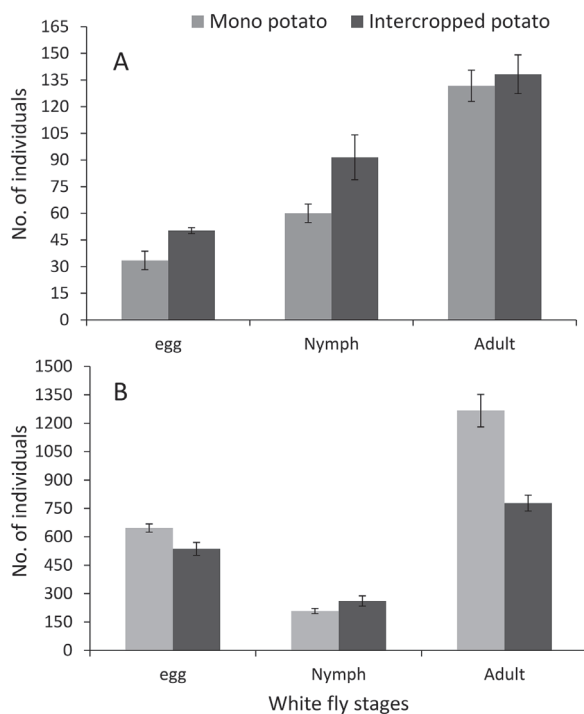 Mono potato Intercropped potato
A
No. of individuals
165
150
135
120
105
90
75
60
45
30
15
0
egg Nymph Adult
B
No. of individuals
1500
1350
1200
1050
900
750
600
450
300
150
0
egg Nymph Adult
White fly stages